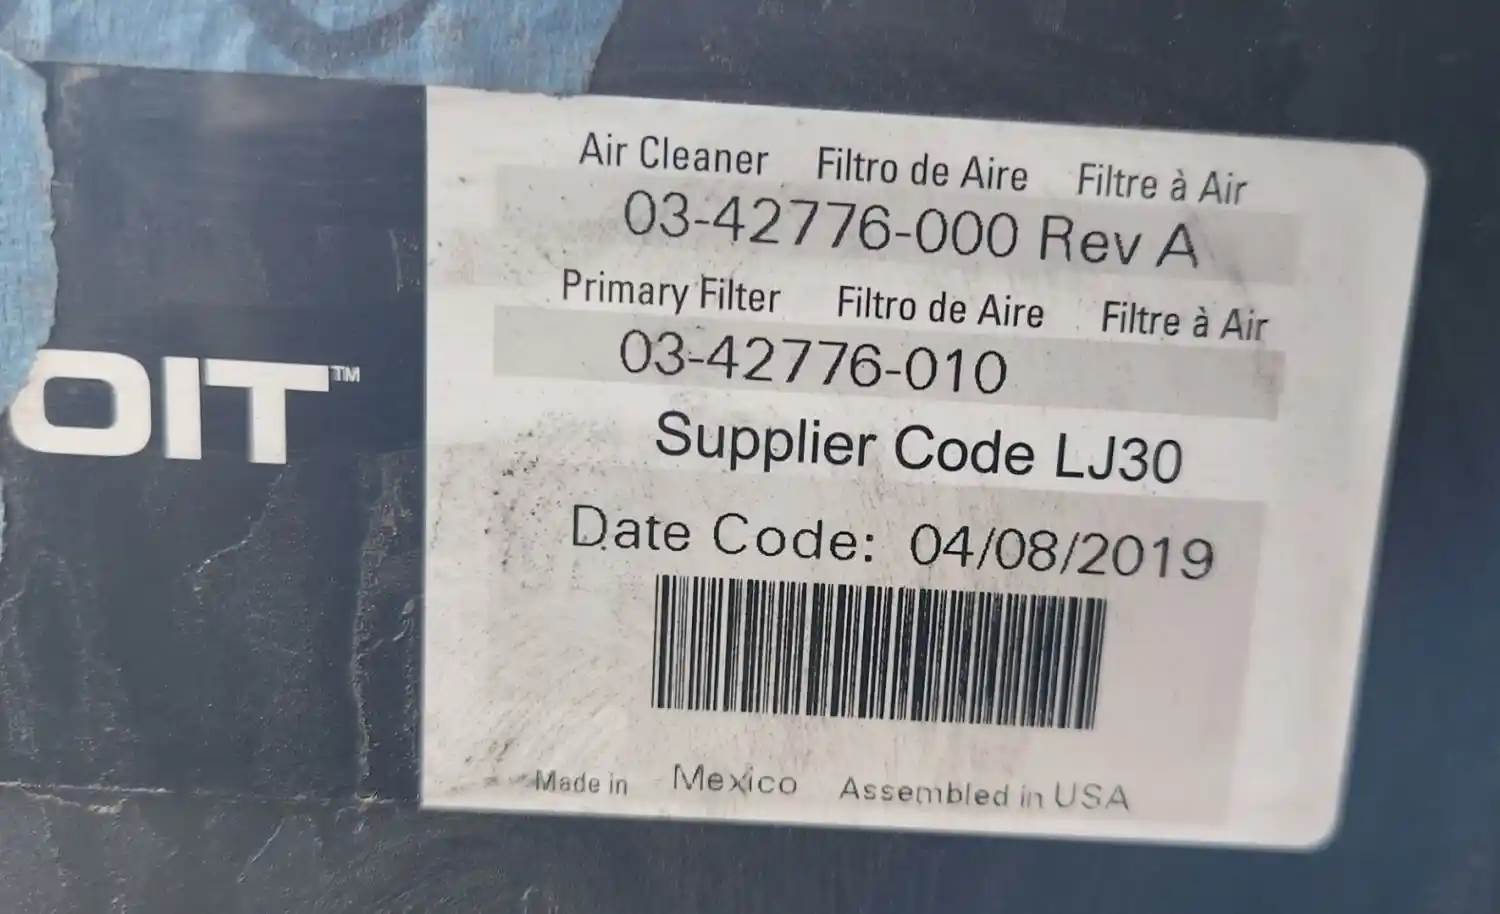 Air Cleaner Filtro de Aire Filtre à Air
03-42776-000 Rev A
Primary Filter Filtro de Aire Filtre à Air
03-42776-010
Supplier Code LJ30
OIT™
Date Code: 04/08/2019
Made in Mexico Assembled in USA